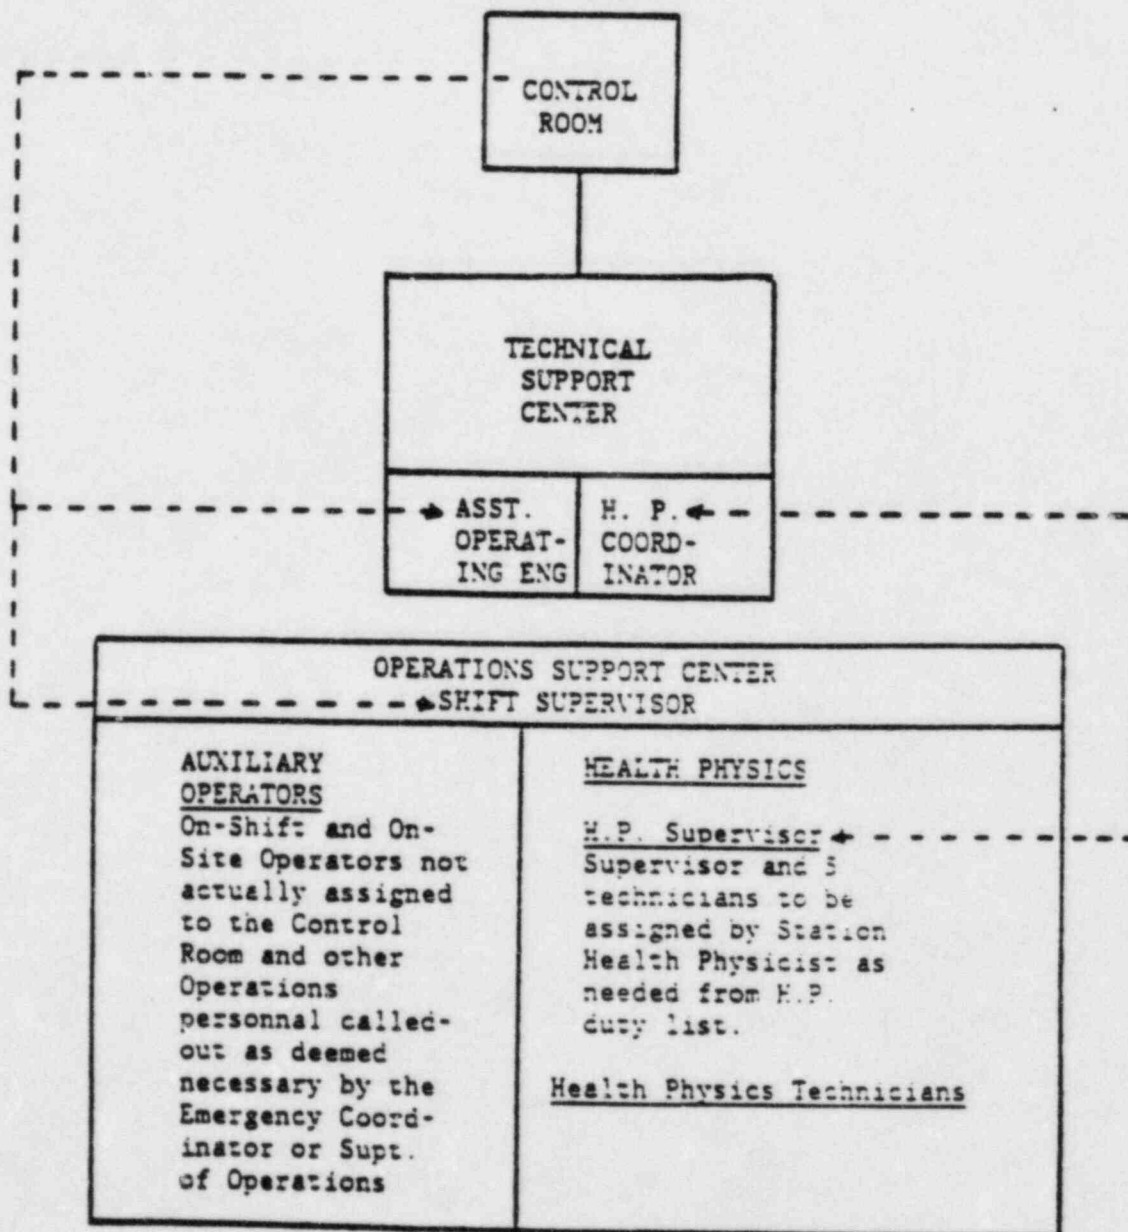 CONTROL
ROOM
TECHNICAL
SUPPORT
CENTER
ASST.
OPERAT-
ING ENG
H. P.
COORD-
INATOR
OPERATIONS SUPPORT CENTER
SHIFT SUPERVISOR
AUXILIARY
OPERATORS
On-Shift and On-
Site Operators not
actually assigned
to the Control
Room and other
Operations
personnal called-
out as deemed
necessary by the
Emergency Coord-
inator or Supt.
of Operations
HEALTH PHYSICS
H.P. Supervisor
Supervisor and 5
technicians to be
assigned by Station
Health Physicist as
needed from H.P.
duty list.
Health Physics Technicians